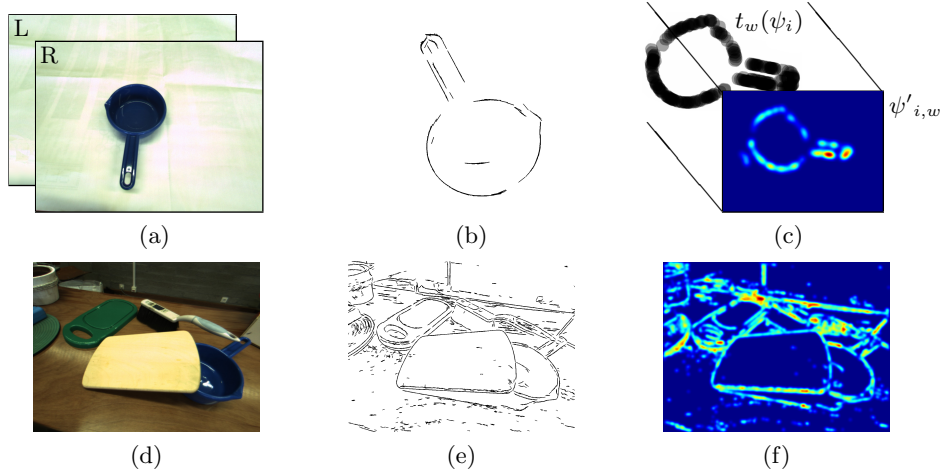 L
R
t_w(ψ_i)
ψ'_{i,w}
(a)
(b)
(c)
(d)
(e)
(f)